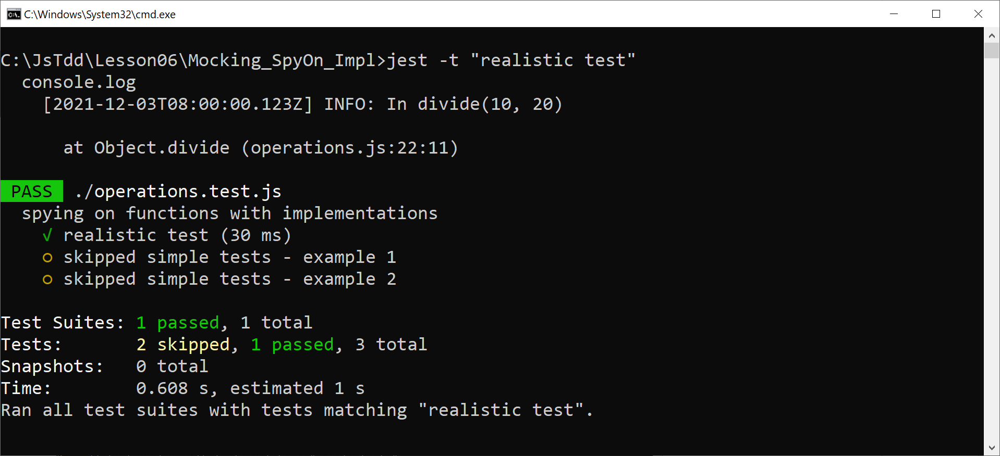 C:\Windows\System32\cmd.exe
C:\JsTdd\Lesson06\Mocking_SpyOn_Impl>jest -t "realistic test"
console.log
[2021-12-03T08:00:00.123Z] INFO: In divide(10, 20)
at Object.divide (operations.js:22:11)
PASS ./operations.test.js
spying on functions with implementations
√ realistic test (30 ms)
○ skipped simple tests - example 1
○ skipped simple tests - example 2
Test Suites: 1 passed, 1 total
Tests: 2 skipped, 1 passed, 3 total
Snapshots: 0 total
Time: 0.608 s, estimated 1 s
Ran all test suites with tests matching "realistic test".